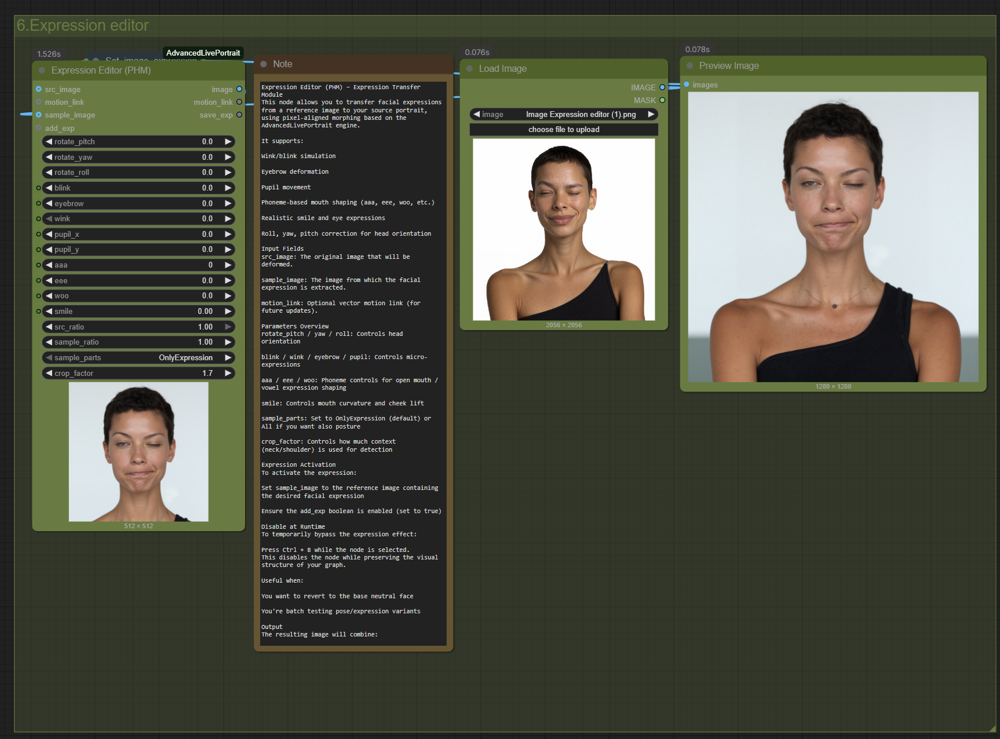 6.Expression editor
1.526s
Set_image_expression
AdvancedLivePortrait
Expression Editor (PHM)
src_image
image
motion_link
motion_link
sample_image
save_exp
add_exp
rotate_pitch 0.0
rotate_yaw 0.0
rotate_roll 0.0
blink 0.0
eyebrow 0.0
wink 0.0
pupil_x 0.0
pupil_y 0.0
aaa 0
eee 0.0
woo 0.0
smile 0.00
src_ratio 1.00
sample_ratio 1.00
sample_parts OnlyExpression
crop_factor 1.7
512 × 512
Note
Expression Editor (PHM) – Expression Transfer
Module
This node allows you to transfer facial expressions
from a reference image to your source portrait,
using pixel-aligned morphing based on the
AdvancedLivePortrait engine.
It supports:
Wink/blink simulation
Eyebrow deformation
Pupil movement
Phoneme-based mouth shaping (aaa, eee, woo, etc.)
Realistic smile and eye expressions
Roll, yaw, pitch correction for head orientation
Input Fields
src_image: The original image that will be
deformed.
sample_image: The image from which the facial
expression is extracted.
motion_link: Optional vector motion link (for
future updates).
Parameters Overview
rotate_pitch / yaw / roll: Controls head
orientation
blink / wink / eyebrow / pupil: Controls micro-
expressions
aaa / eee / woo: Phoneme controls for open mouth /
vowel expression shaping
smile: Controls mouth curvature and cheek lift
sample_parts: Set to OnlyExpression (default) or
All if you want also posture
crop_factor: Controls how much context
(neck/shoulder) is used for detection
Expression Activation
To activate the expression:
Set sample_image to the reference image containing
the desired facial expression
Ensure the add_exp boolean is enabled (set to true)
Disable at Runtime
To temporarily bypass the expression effect:
Press Ctrl + B while the node is selected.
This disables the node while preserving the visual
structure of your graph.
Useful when:
You want to revert to the base neutral face
You're batch testing pose/expression variants
Output
The resulting image will combine:
0.076s
Load Image
IMAGE
MASK
image Image Expression editor (1).png
choose file to upload
2056 × 2056
0.078s
Preview Image
images
1280 × 1280